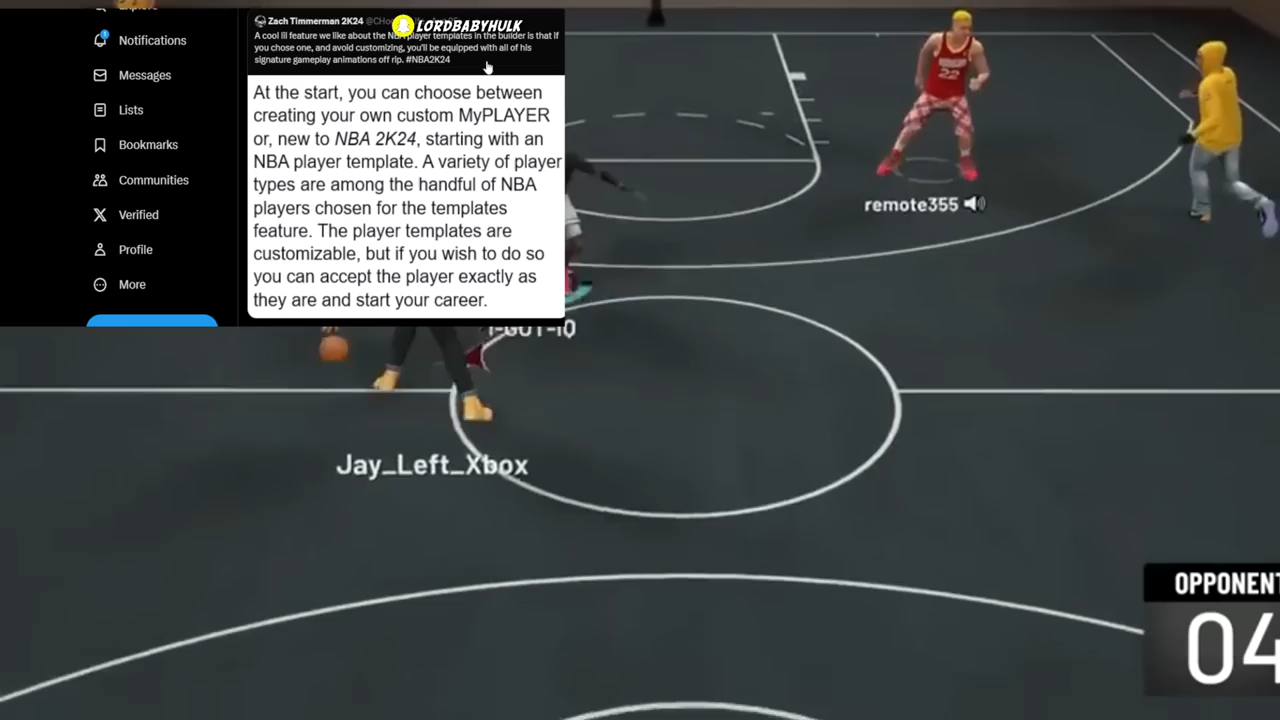 Notifications
1
Messages
Lists
Bookmarks
Communities
Verified
Profile
More
Zach Timmerman 2K24
LORDBABYHULK
A cool lil feature we like about the NBA player templates in the builder is that if
you chose one, and avoid customizing, you'll be equipped with all of his
signature gameplay animations off rip. #NBA2K24
At the start, you can choose between
creating your own custom MyPLAYER
or, new to NBA 2K24, starting with an
NBA player template. A variety of player
types are among the handful of NBA
players chosen for the templates
feature. The player templates are
customizable, but if you wish to do so
you can accept the player exactly as
they are and start your career.
22
remote355
I-GOT-IQ
Jay_Left_Xbox
OPPONENT
04